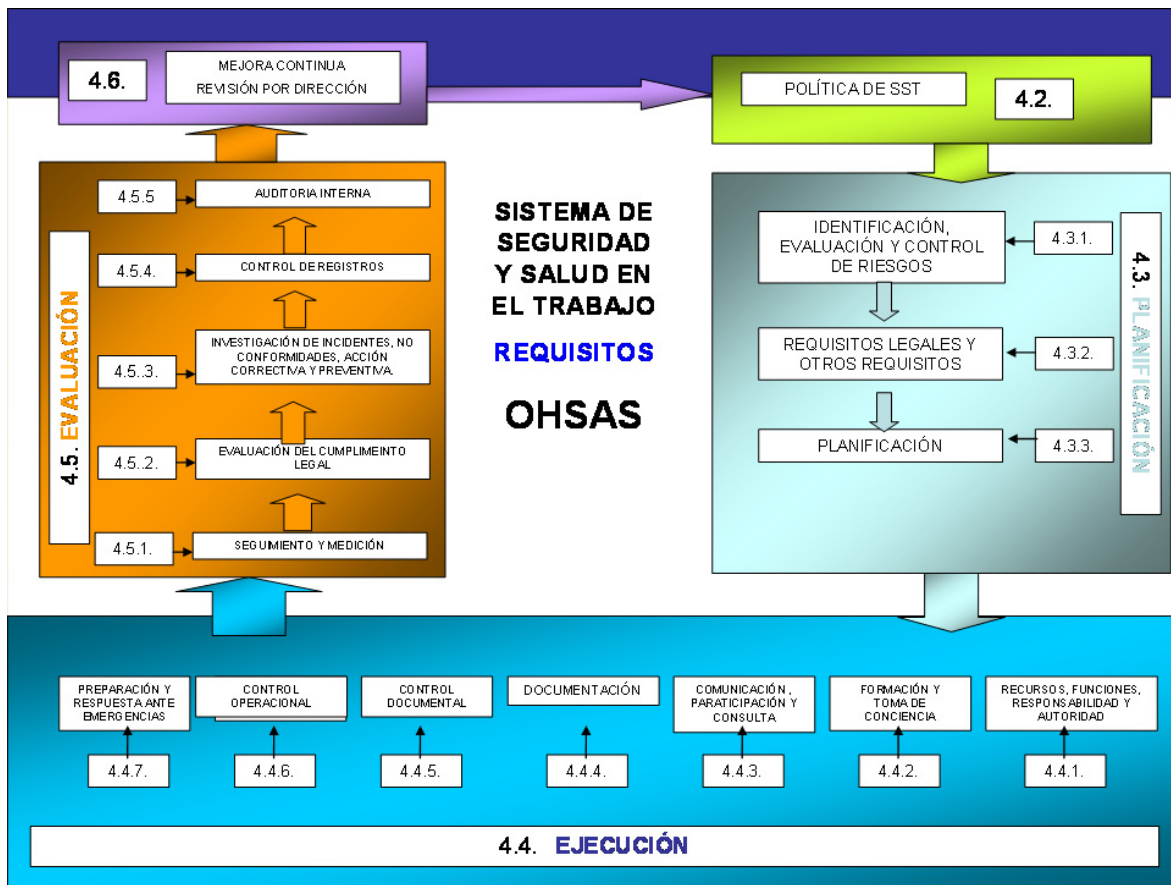 4.6.
MEJORA CONTINUA
REVISIÓN POR DIRECCIÓN
POLÍTICA DE SST
4.2.
4.5. EVALUACIÓN
4.5.5
AUDITORIA INTERNA
4.5.4.
CONTROL DE REGISTROS
4.5..3.
INVESTIGACIÓN DE INCIDENTES, NO
CONFORMIDADES, ACCIÓN
CORRECTIVA Y PREVENTIVA.
4.5..2.
EVALUACIÓN DEL CUMPLIMEINTO
LEGAL
4.5.1.
SEGUIMIENTO Y MEDICIÓN
SISTEMA DE
SEGURIDAD
Y SALUD EN
EL TRABAJO
REQUISITOS
OHSAS
IDENTIFICACIÓN,
EVALUACIÓN Y CONTROL
DE RIESGOS
4.3.1.
REQUISITOS LEGALES Y
OTROS REQUISITOS
4.3.2.
PLANIFICACIÓN
4.3.3.
4.3. PLANIFICACIÓN
PREPARACIÓN Y
RESPUESTA ANTE
EMERGENCIAS
CONTROL
OPERACIONAL
CONTROL
DOCUMENTAL
DOCUMENTACIÓN
COMUNICACIÓN,
PARATICIPACIÓN Y
CONSULTA
FORMACIÓN Y
TOMA DE
CONCIENCIA
RECURSOS, FUNCIONES,
RESPONSABILIDAD Y
AUTORIDAD
4.4.7.
4.4.6.
4.4.5.
4.4.4.
4.4.3.
4.4.2.
4.4.1.
4.4. EJECUCIÓN